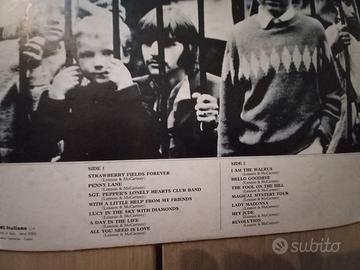 SIDE 1
STRAWBERRY FIELDS FOREVER
(Lennon & McCartney)
PENNY LANE
(Lennon & McCartney)
SGT. PEPPER'S LONELY HEARTS CLUB BAND
(Lennon & McCartney)
WITH A LITTLE HELP FROM MY FRIENDS
(Lennon & McCartney)
LUCY IN THE SKY WITH DIAMONDS
(Lennon & McCartney)
A DAY IN THE LIFE
(Lennon & McCartney)
ALL YOU NEED IS LOVE
(Lennon & McCartney)
SIDE 2
I AM THE WALRUS
(Lennon & McCartney)
HELLO GOODBYE
(Lennon & McCartney)
THE FOOL ON THE HILL
(Lennon & McCartney)
MAGICAL MYSTERY TOUR
(Lennon & McCartney)
LADY MADONNA
(Lennon & McCartney)
HEY JUDE
(Lennon & McCartney)
REVOLUTION
(Lennon & McCartney)
Italiana
subito